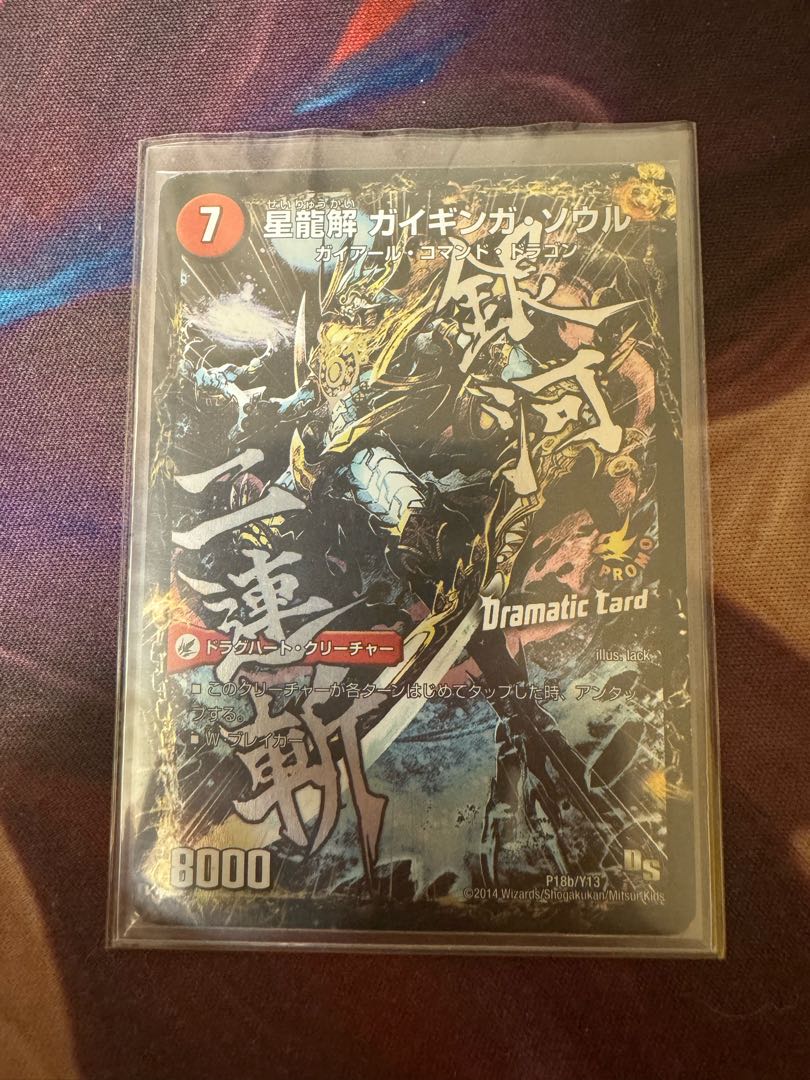 せいりゅうかい
7
星龍解 ガイギンガ・ソウル
ガイアール・コマンド・ドラゴン
銀河
二連斬
PROMO
Dramatic Card
illus. lack
ドラグハート・クリーチャー
■ このクリーチャーが各ターンはじめてタップした時、アンタッ
プする。
■ W・ブレイカー
8000
DS
P18b/Y13
©2014 Wizards/Shogakukan/Mitsui-Kids